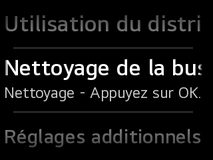 Utilisation du distri
Nettoyage de la bus
Nettoyage - Appuyez sur OK.
Réglages additionnels